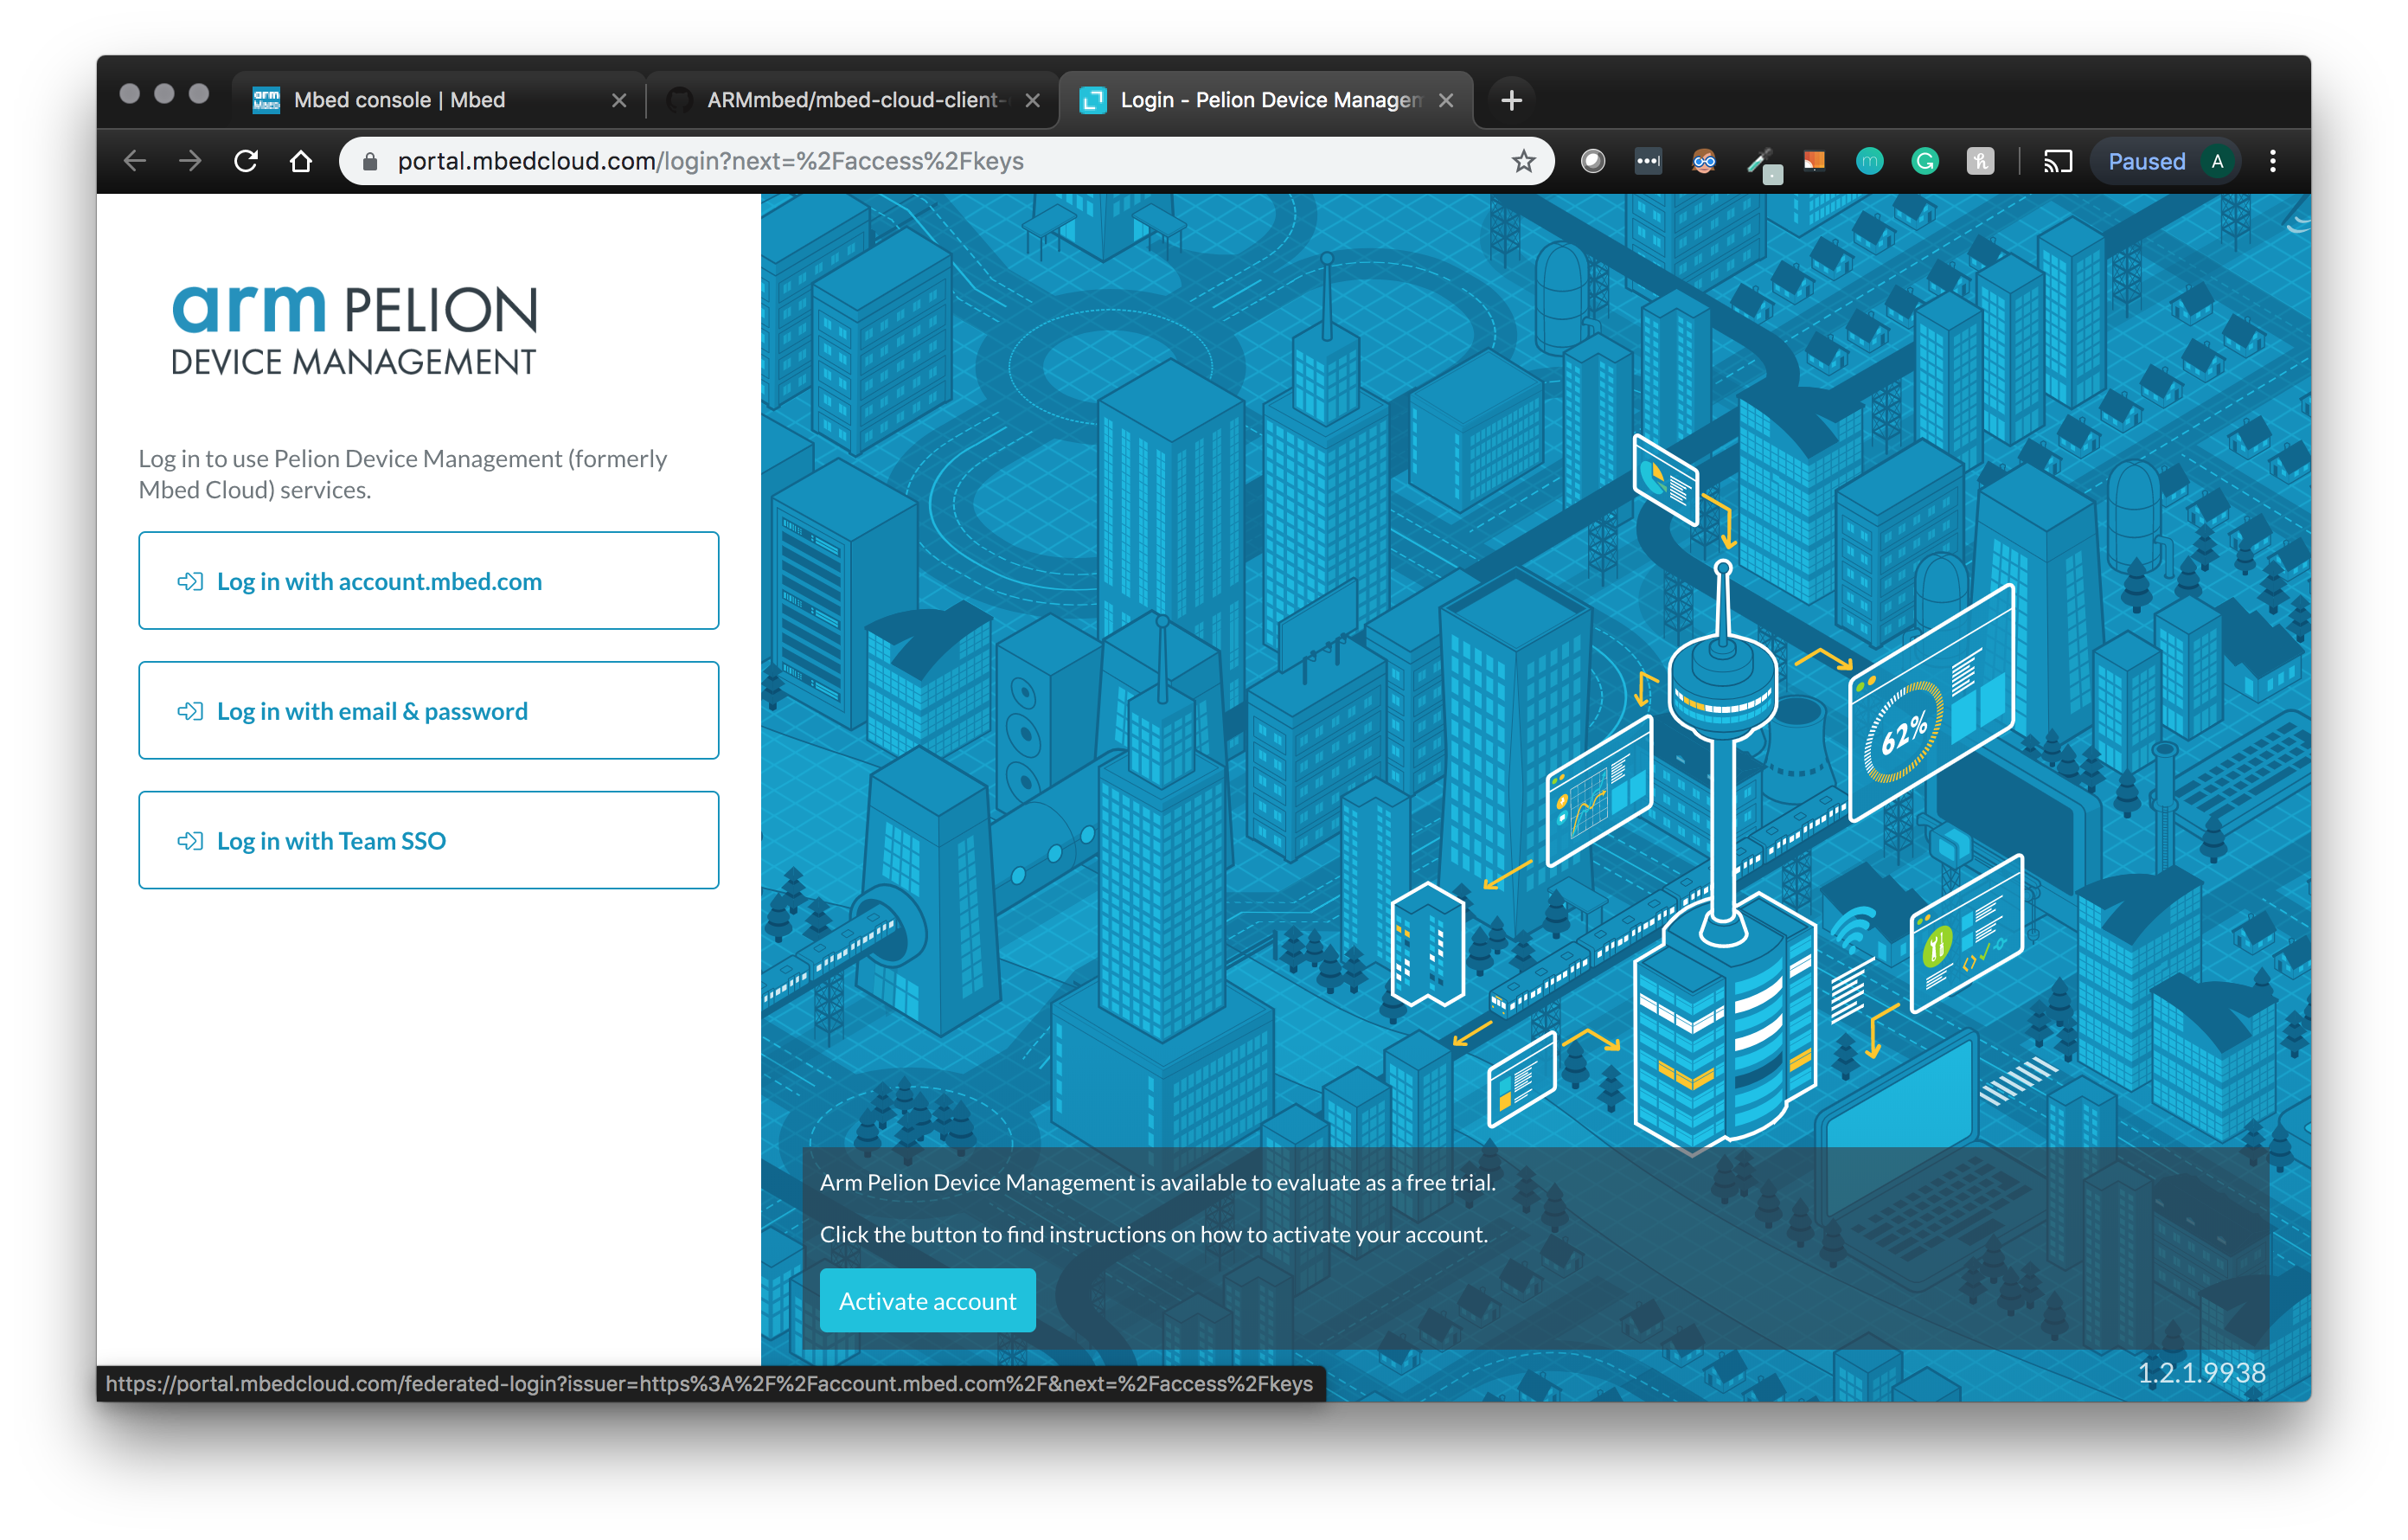 arm Mbed
Mbed console | Mbed
ARMmbed/mbed-cloud-client-
Login - Pelion Device Managem
portal.mbedcloud.com/login?next=%2Faccess%2Fkeys
Paused
A
arm PELION
DEVICE MANAGEMENT
Log in to use Pelion Device Management (formerly
Mbed Cloud) services.
Log in with account.mbed.com
Log in with email & password
Log in with Team SSO
62%
Arm Pelion Device Management is available to evaluate as a free trial.
Click the button to find instructions on how to activate your account.
Activate account
1.2.1.9938
https://portal.mbedcloud.com/federated-login?issuer=https%3A%2F%2Faccount.mbed.com%2F&next=%2Faccess%2Fkeys